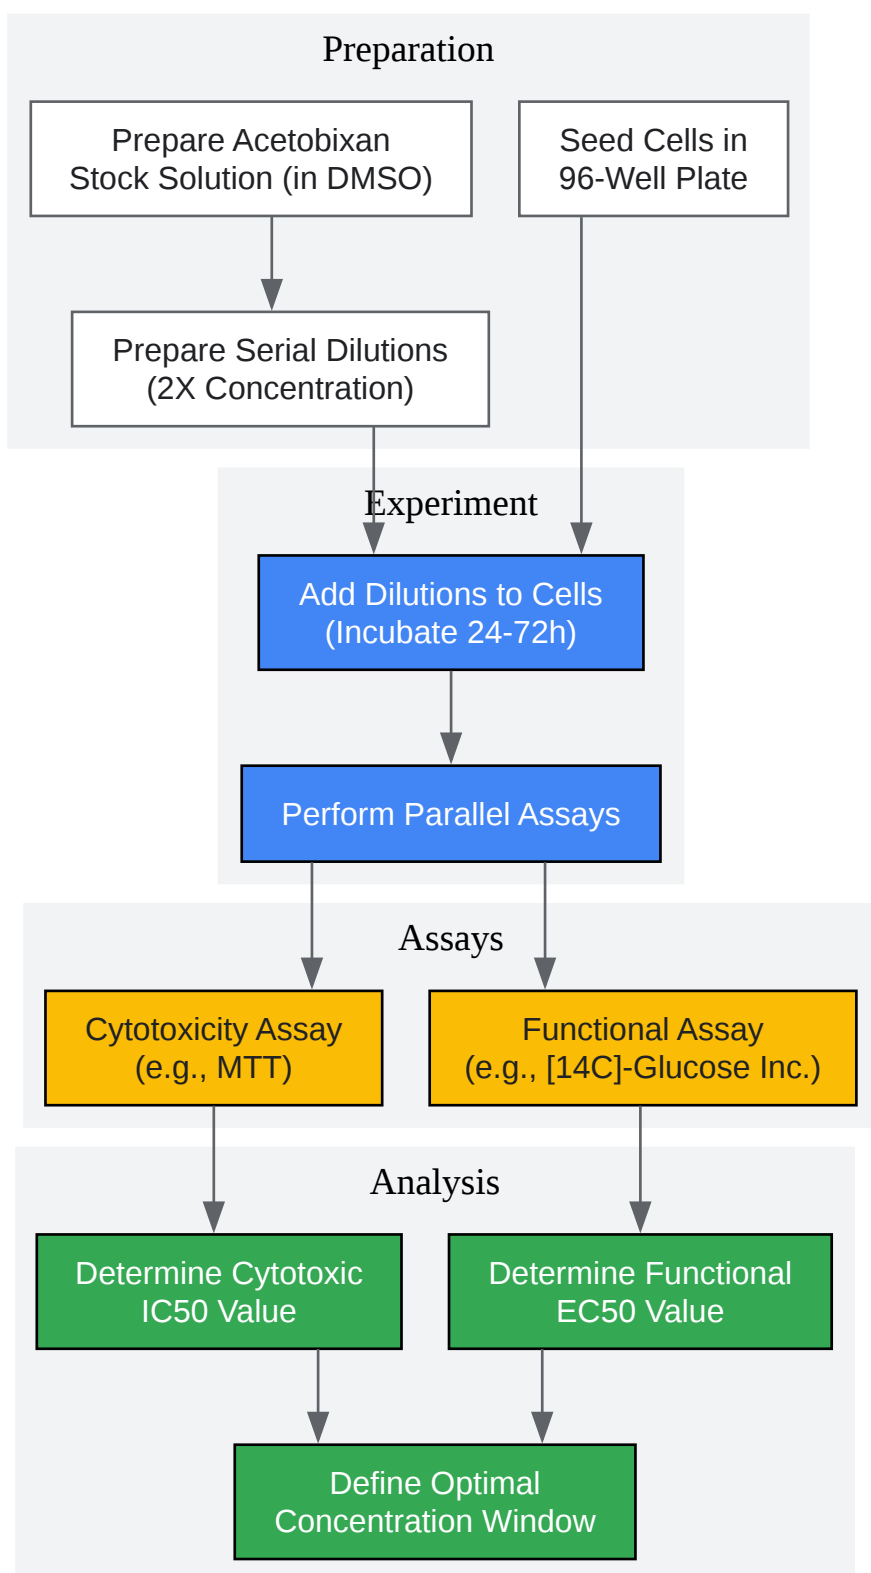 Preparation
Prepare Acetobixan
Stock Solution (in DMSO)
Seed Cells in
96-Well Plate
Prepare Serial Dilutions
(2X Concentration)
Experiment
Add Dilutions to Cells
(Incubate 24-72h)
Perform Parallel Assays
Assays
Cytotoxicity Assay
(e.g., MTT)
Functional Assay
(e.g., [14C]-Glucose Inc.)
Analysis
Determine Cytotoxic
IC50 Value
Determine Functional
EC50 Value
Define Optimal
Concentration Window